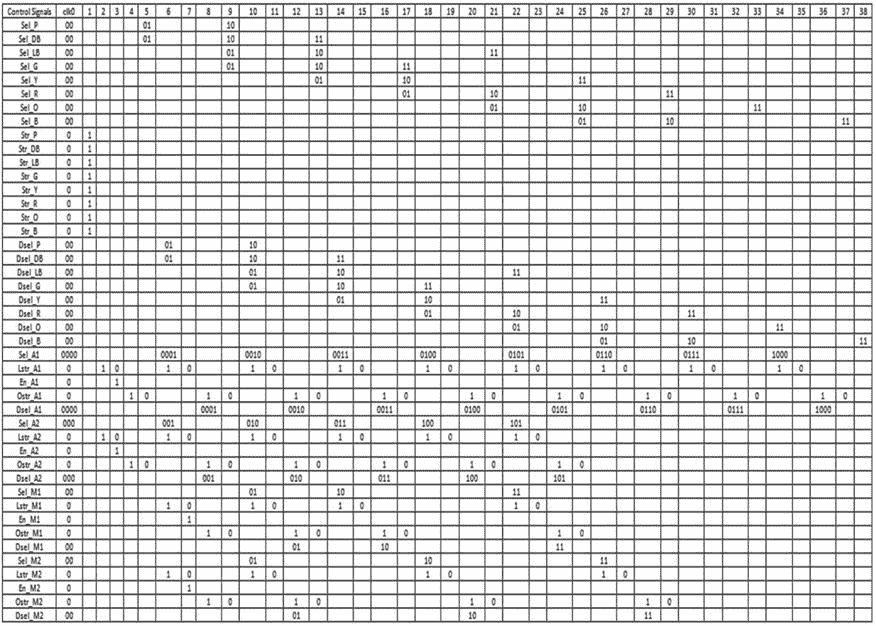 Control Signals clk0 1 2 3 4 5 6 7 8 9 10 11 12 13 14 15 16 17 18 19 20 21 22 23 24 25 26 27 28 29 30 31 32 33 34 35 36 37 38
Sel_P 00 01 10
Sel_DB 00 01 10 11
Sel_LB 00 01 10 11
Sel_G 00 01 10 11
Sel_Y 00 01 10 11
Sel_R 00 01 10 11
Sel_O 00 01 10 11
Sel_B 00 01 10 11
Str_P 0 1
Str_DB 0 1
Str_LB 0 1
Str_G 0 1
Str_Y 0 1
Str_R 0 1
Str_O 0 1
Str_B 0 1
Dsel_P 00 01 10
Dsel_DB 00 01 10 11
Dsel_LB 00 01 10 11
Dsel_G 00 01 10 11
Dsel_Y 00 01 10 11
Dsel_R 00 01 10 11
Dsel_O 00 01 10 11
Dsel_B 00 01 10 11
Sel_A1 0000 0001 0010 0011 0100 0101 0110 0111 1000
Lstr_A1 0 1 0 1 0 1 0 1 0 1 0 1 0 1 0 1 0 1 0
En_A1 0 1
Ostr_A1 0 1 0 1 0 1 0 1 0 1 0 1 0 1 0 1 0 1 0
Dsel_A1 0000 0001 0010 0011 0100 0101 0110 0111 1000
Sel_A2 000 001 010 011 100 101
Lstr_A2 0 1 0 1 0 1 0 1 0 1 0 1 0
En_A2 0 1
Ostr_A2 0 1 0 1 0 1 0 1 0 1 0 1 0
Dsel_A2 000 001 010 011 100 101
Sel_M1 00 01 10 11
Lstr_M1 0 1 0 1 0 1 0 1 0
En_M1 0 1
Ostr_M1 0 1 0 1 0 1 0 1 0
Dsel_M1 00 01 10 11
Sel_M2 00 01 10 11
Lstr_M2 0 1 0 1 0 1 0 1 0
En_M2 0 1
Ostr_M2 0 1 0 1 0 1 0 1 0
Dsel_M2 00 01 10 11